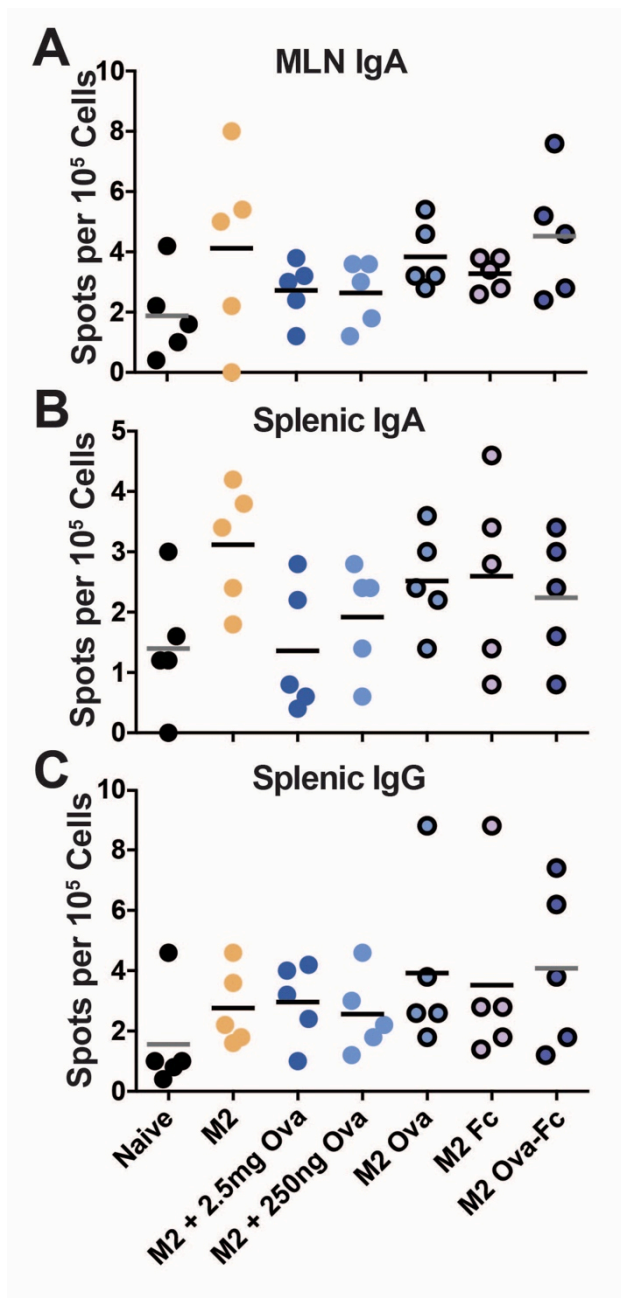 A
MLN IgA
Spots per 10⁵ Cells
10
8
6
4
2
0
B
Splenic IgA
Spots per 10⁵ Cells
5
4
3
2
1
0
C
Splenic IgG
Spots per 10⁵ Cells
10
8
6
4
2
0
Naive
M2
M2 + 2.5mg Ova
M2 + 250ng Ova
M2 Ova
M2 Fc
M2 Ova-Fc